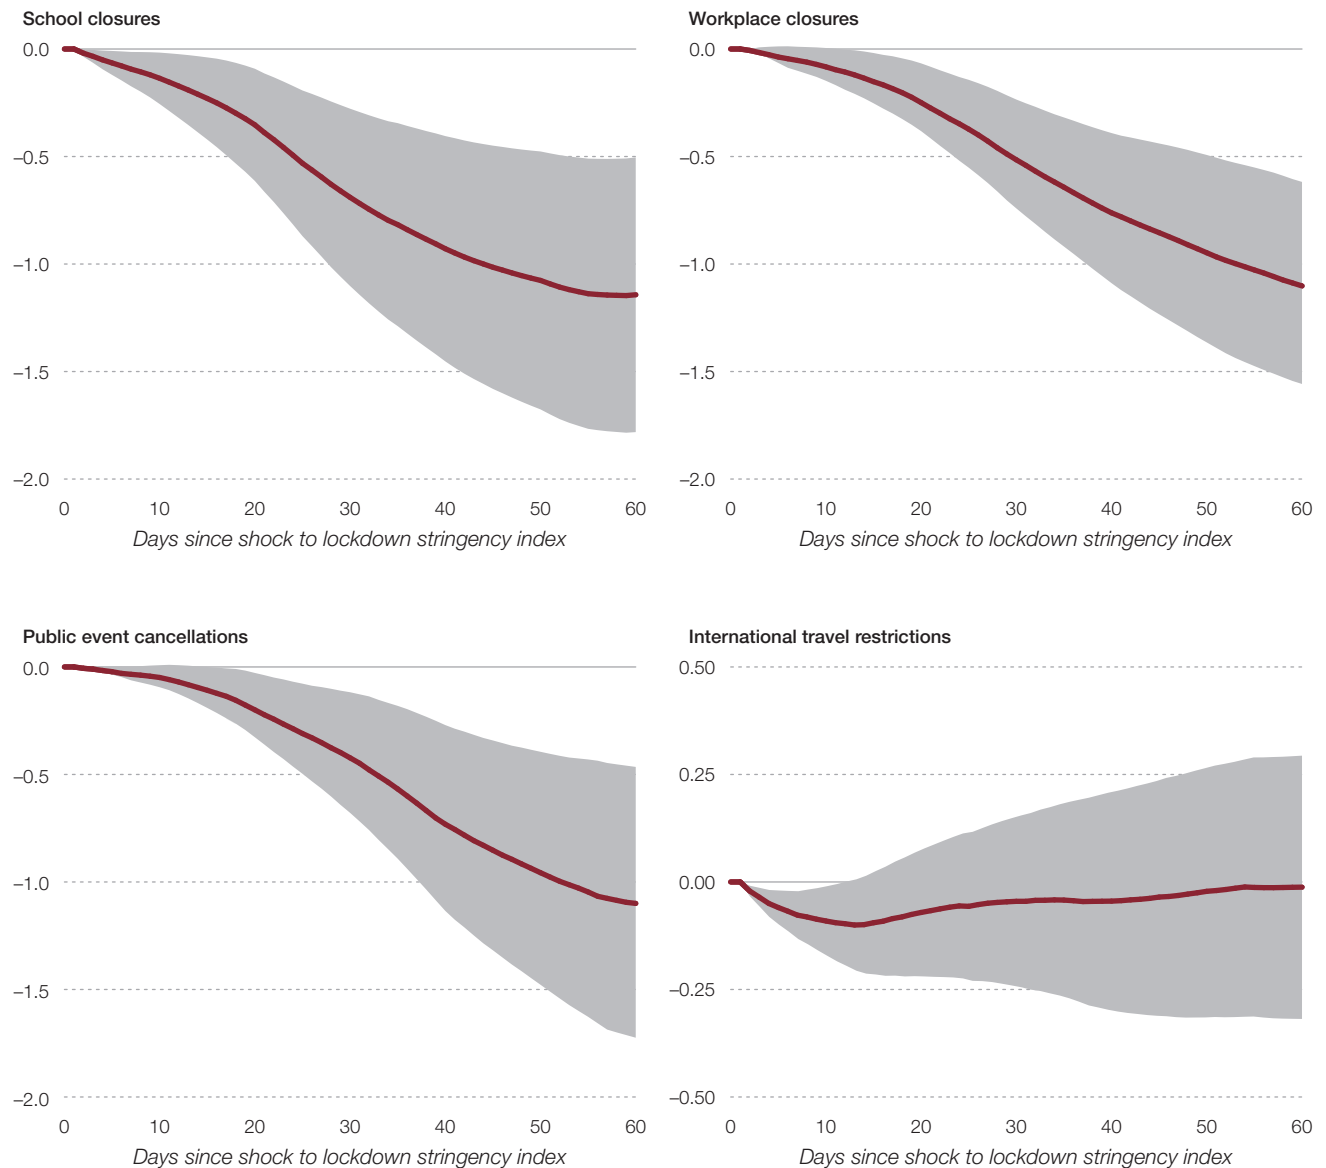 School closures
0.0
–0.5
–1.0
–1.5
–2.0
0 10 20 30 40 50 60
Days since shock to lockdown stringency index
Workplace closures
0.0
–0.5
–1.0
–1.5
–2.0
0 10 20 30 40 50 60
Days since shock to lockdown stringency index
Public event cancellations
0.0
–0.5
–1.0
–1.5
–2.0
0 10 20 30 40 50 60
Days since shock to lockdown stringency index
International travel restrictions
0.50
0.25
0.00
–0.25
–0.50
0 10 20 30 40 50 60
Days since shock to lockdown stringency index